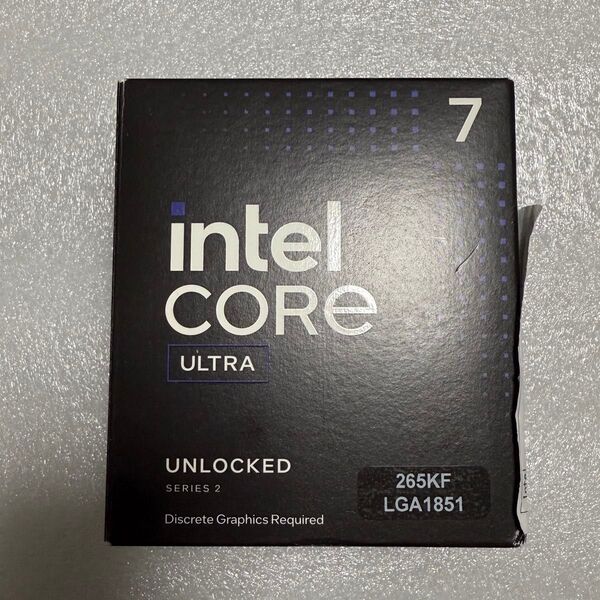 7
intel
CORE
ULTRA
UNLOCKED
SERIES 2
265KF
LGA1851
Discrete Graphics Required